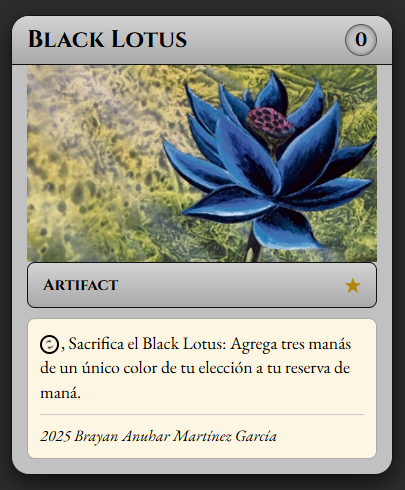 Black Lotus 0
Artifact
, Sacrifica el Black Lotus: Agrega tres manás
de un único color de tu elección a tu reserva de
maná.
2025 Brayan Anuhar Martínez García